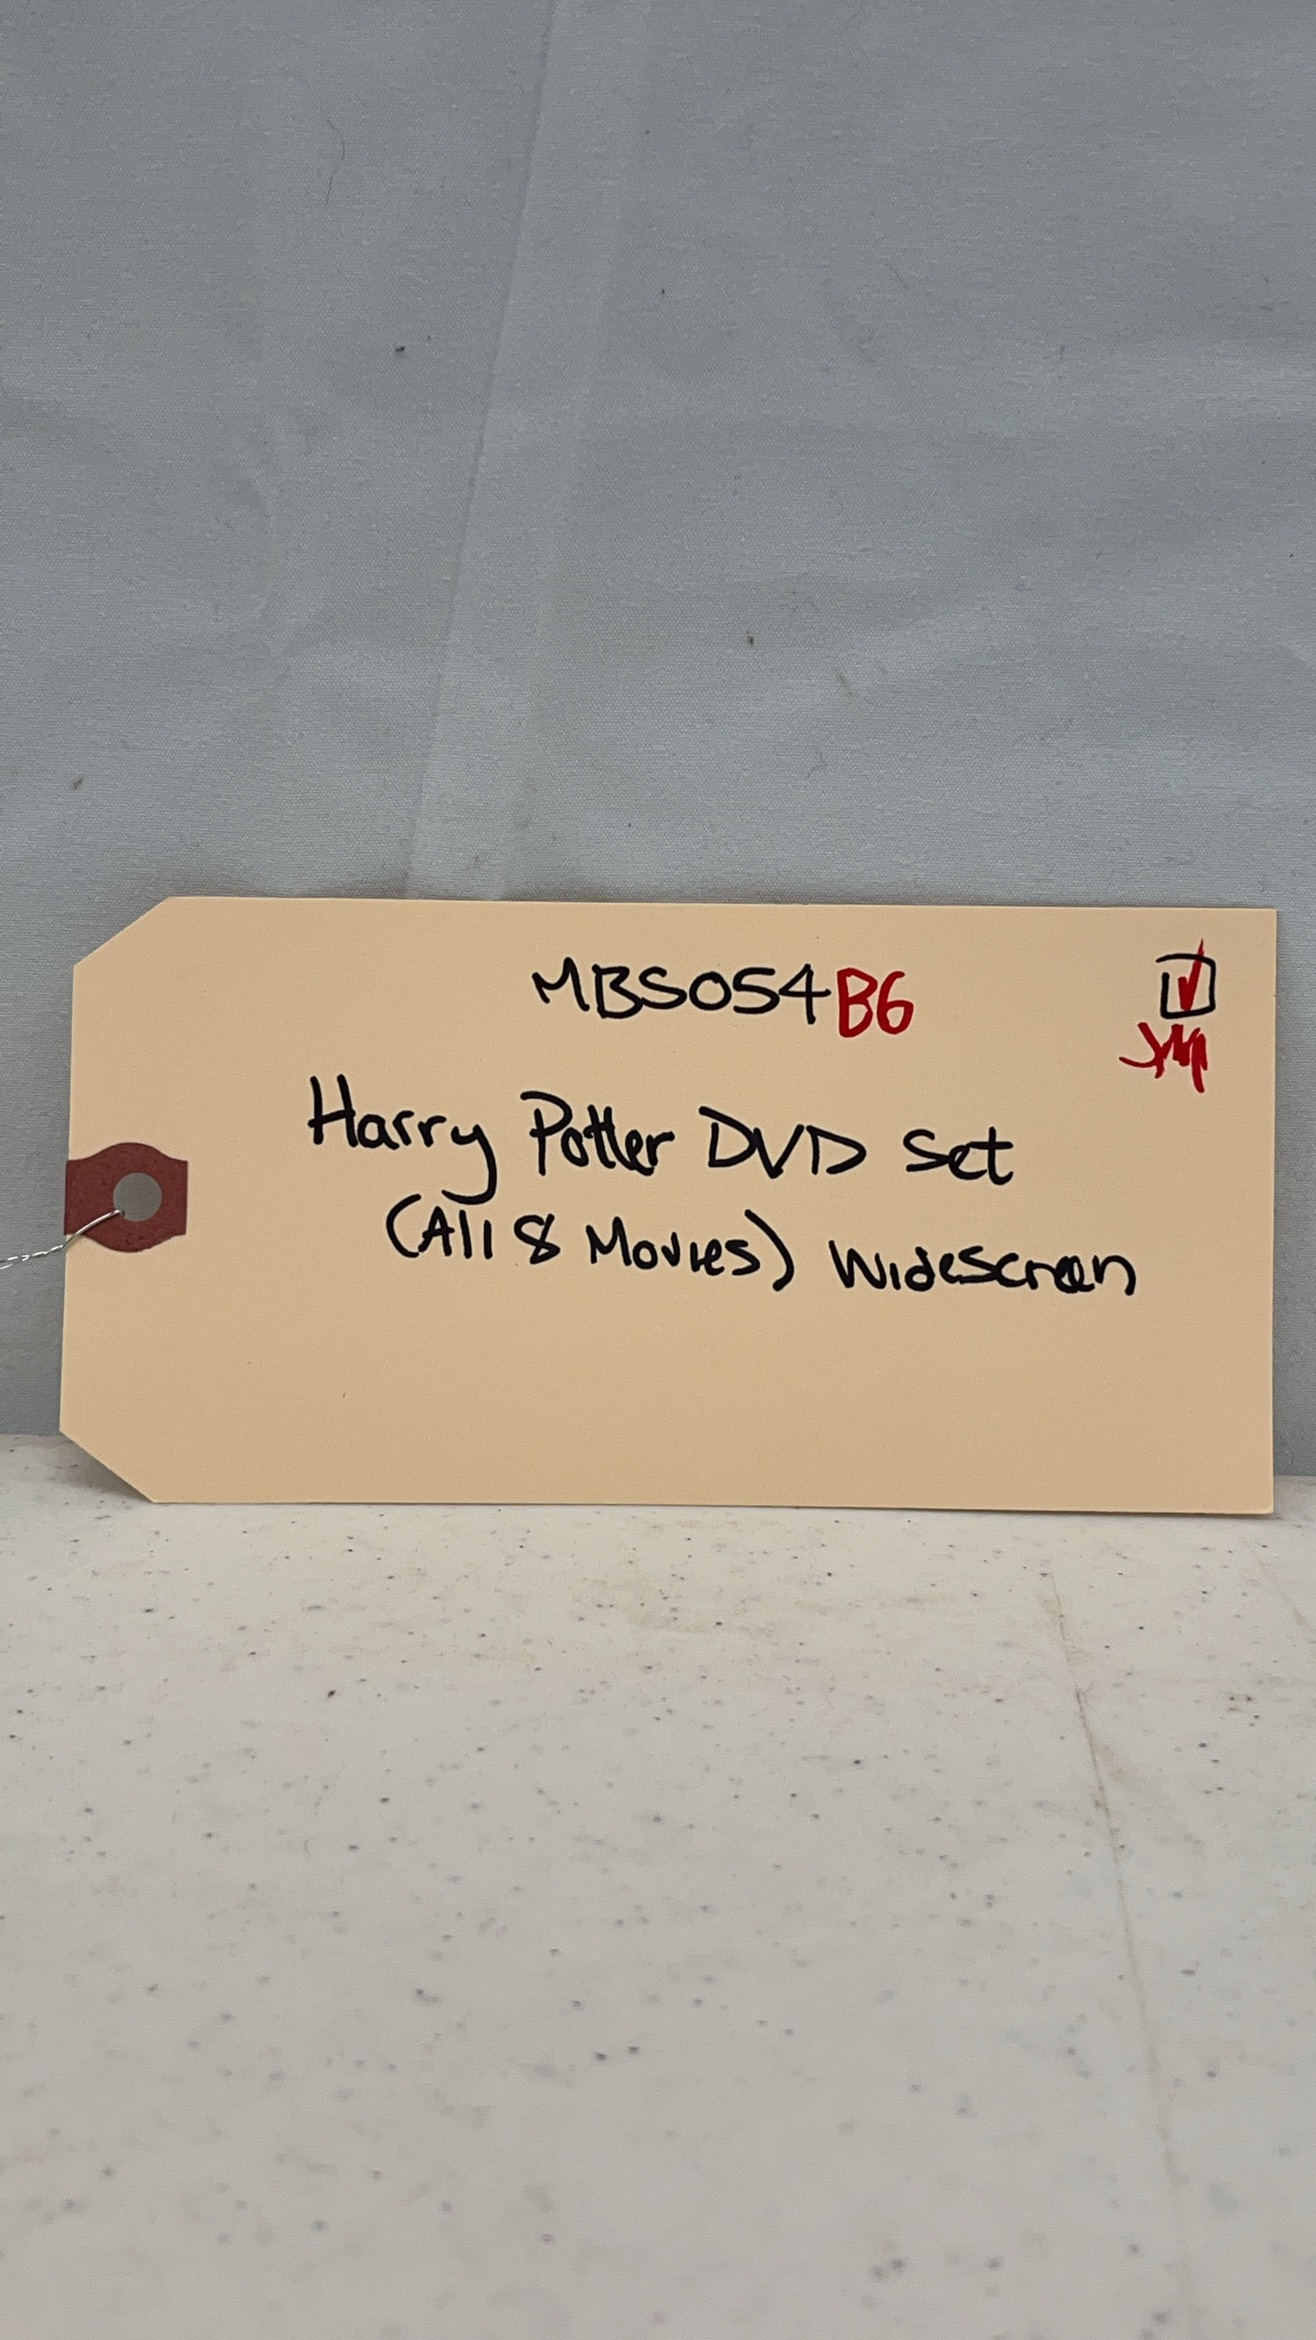 MBS054B6
Harry Potter DVD Set
(All 8 Movies) Widescreen